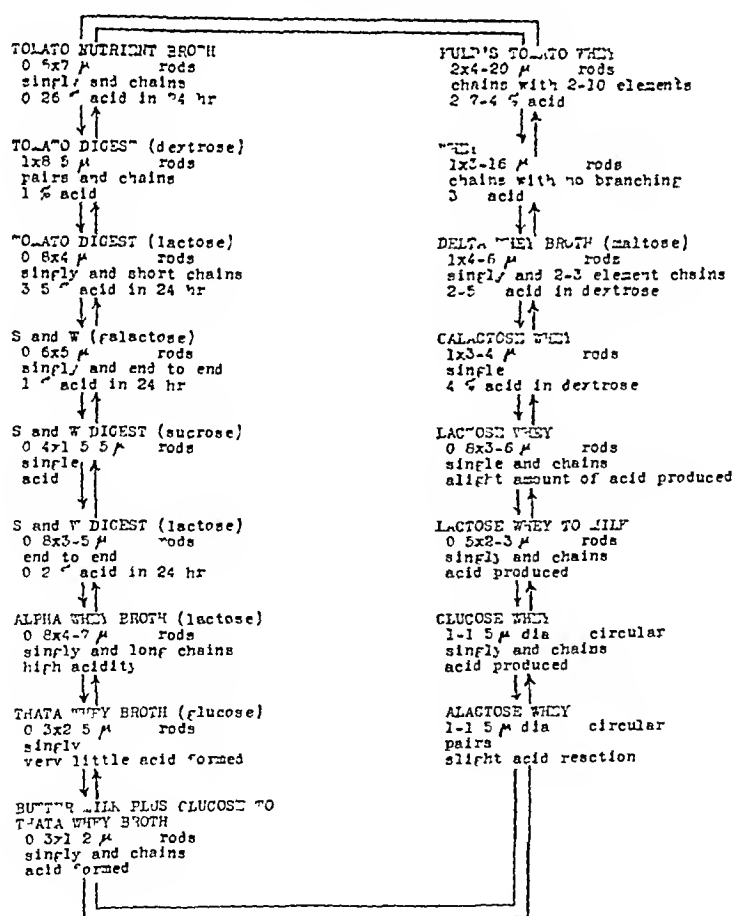 TOMATO NUTRIENT BROTH
0 6x7 μ rods
singly and chains
0 26 % acid in 24 hr
TOMATO DIGEST (dextrose)
1x8 5 μ rods
pairs and chains
1 % acid
TOMATO DIGEST (lactose)
0 8x4 μ rods
singly and short chains
3 5 % acid in 24 hr
S and W (galactose)
0 6x5 μ rods
singly and end to end
1 % acid in 24 hr
S and W DIGEST (sucrose)
0 4x1 5 5 μ rods
single
acid
S and W DIGEST (lactose)
0 8x3-5 μ rods
end to end
0 2 % acid in 24 hr
ALPHA WHEY BROTH (lactose)
0 8x4-7 μ rods
singly and long chains
high acidity
THATA WHEY BROTH (glucose)
0 3x2 5 μ rods
singly
very little acid formed
BUTTER MILK PLUS GLUCOSE TO
THATA WHEY BROTH
0 3x1 2 μ rods
singly and chains
acid formed
TOMATO WHEY
2x4-20 μ rods
chains with 2-10 elements
2 7-4 % acid
WHEY
1x3-16 μ rods
chains with no branching
3 acid
DELTA WHEY BROTH (maltose)
1x4-6 μ rods
singly and 2-3 element chains
2-5 acid in dextrose
GALACTOSE WHEY
1x3-4 μ rods
single
4 % acid in dextrose
LACTOSE WHEY
0 8x3-6 μ rods
single and chains
slight amount of acid produced
LACTOSE WHEY TO MILK
0 5x2-3 μ rods
singly and chains
acid produced
GLUCOSE WHEY
1-1 5 μ dia circular
singly and chains
acid produced
ALACTOSE WHEY
1-1 5 μ dia circular
pairs
slight acid reaction